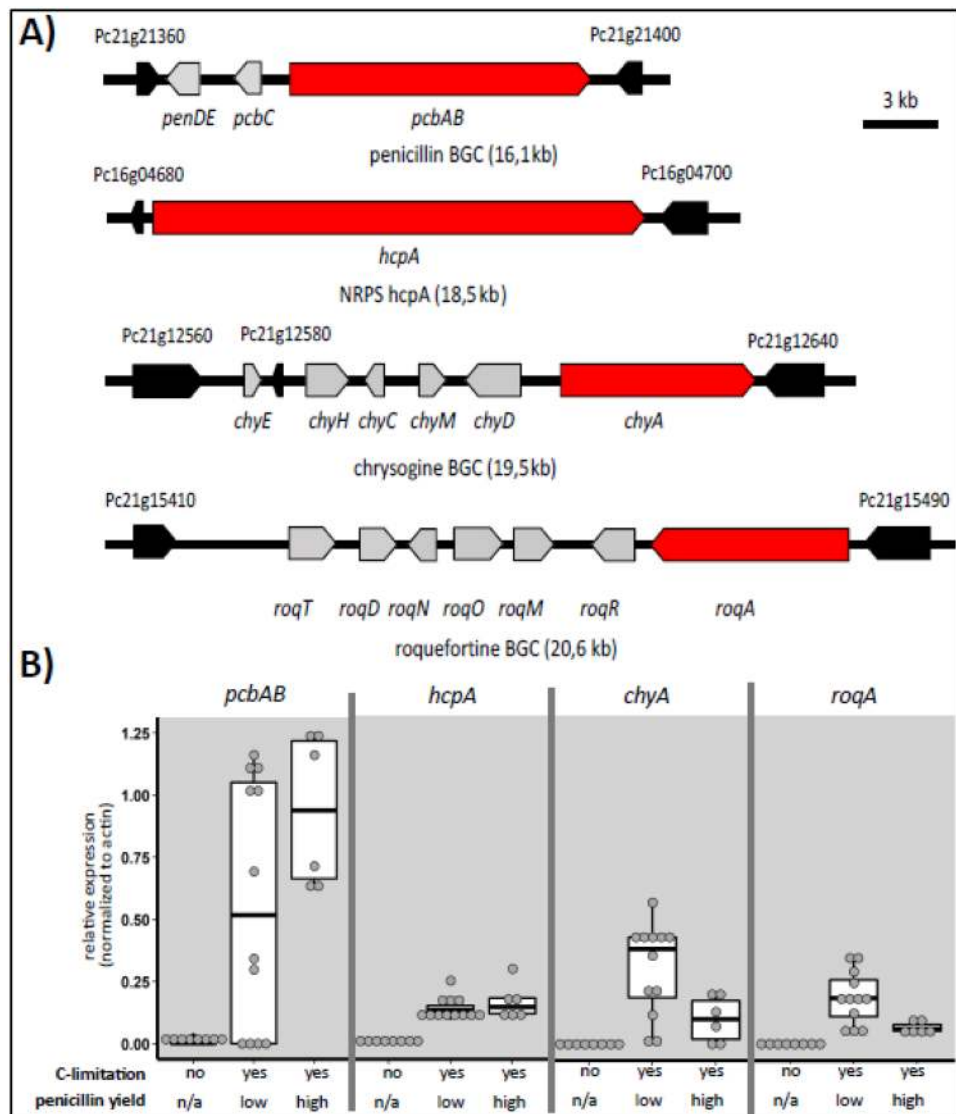 A)
Pc21g21360 Pc21g21400
3 kb
penDE pcbC pcbAB
penicillin BGC (16,1kb)
Pc16g04680 Pc16g04700
hcpA
NRPS hcpA (18,5kb)
Pc21g12560 Pc21g12580 Pc21g12640
chyE chyH chyC chyM chyD chyA
chrysogine BGC (19,5kb)
Pc21g15410 Pc21g15490
roqT roqD roqN roqO roqM roqR roqA
roquefortine BGC (20,6 kb)
B)
pcbAB hcpA chyA roqA
relative expression
(normalized to actin)
1.25
1.00
0.75
0.50
0.25
0.00
C-limitation no yes yes no yes yes no yes yes no yes yes
penicillin yield n/a low high n/a low high n/a low high n/a low high